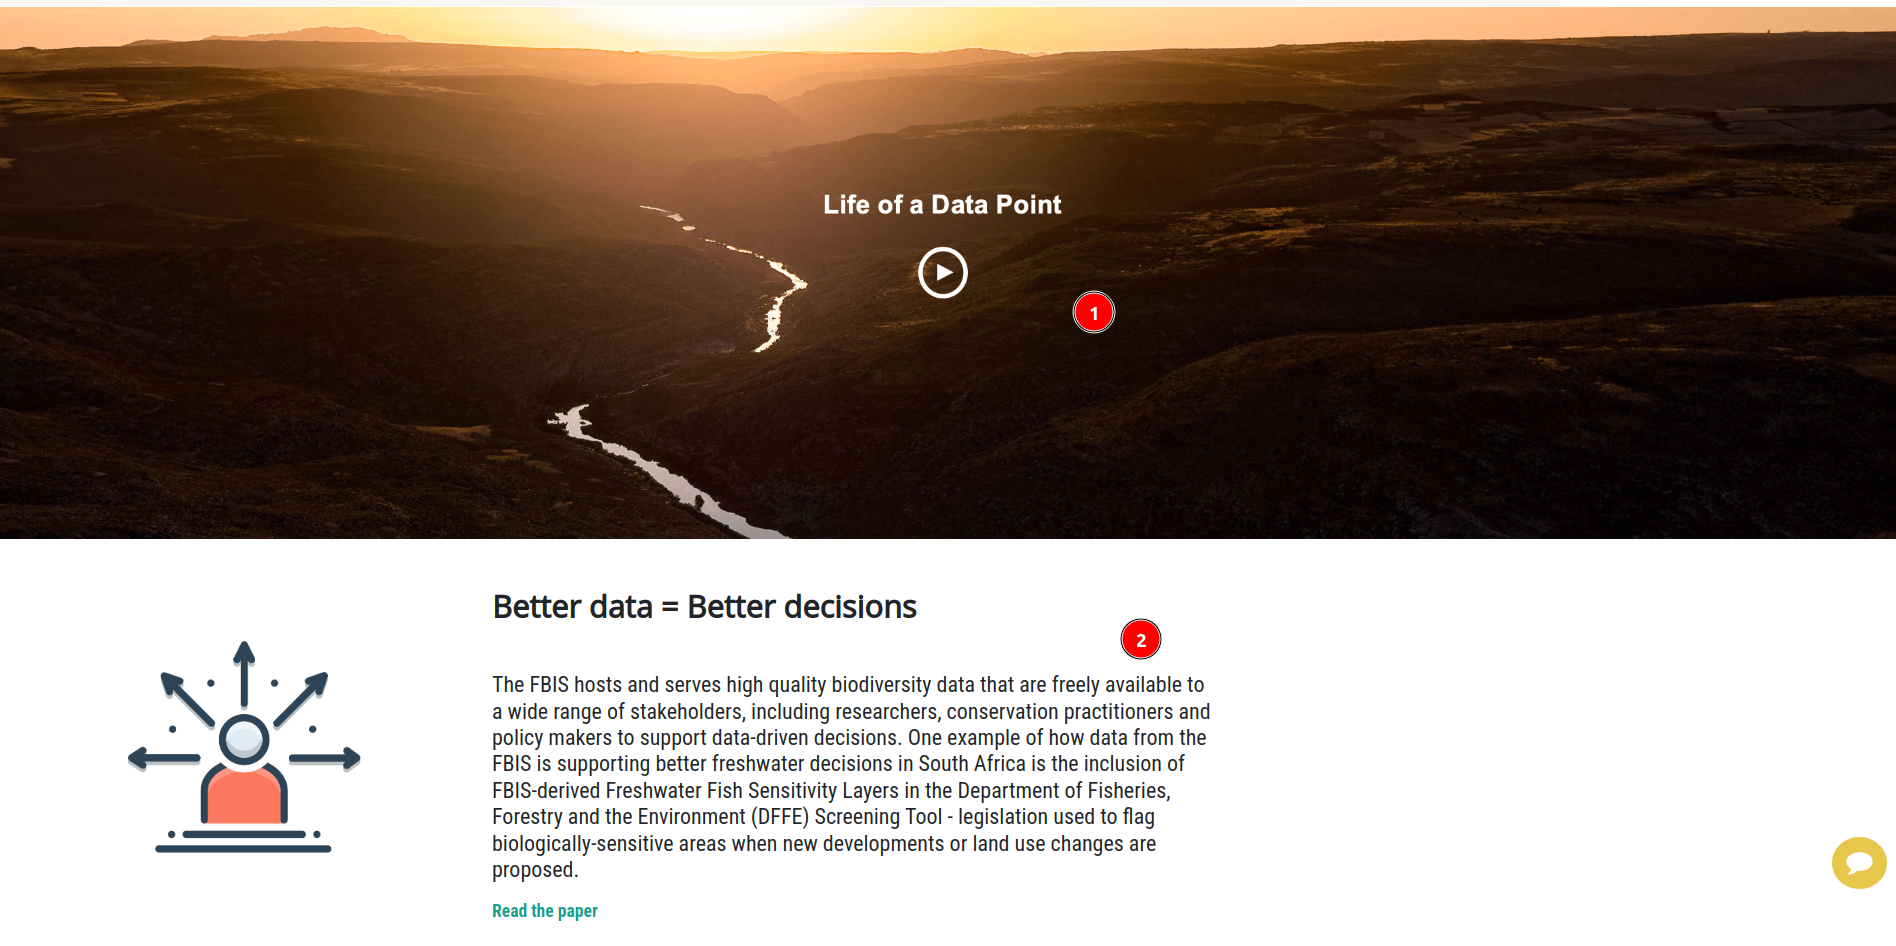 Life of a Data Point
1
Better data = Better decisions
2
The FBIS hosts and serves high quality biodiversity data that are freely available to
a wide range of stakeholders, including researchers, conservation practitioners and
policy makers to support data-driven decisions. One example of how data from the
FBIS is supporting better freshwater decisions in South Africa is the inclusion of
FBIS-derived Freshwater Fish Sensitivity Layers in the Department of Fisheries,
Forestry and the Environment (DFFE) Screening Tool - legislation used to flag
biologically-sensitive areas when new developments or land use changes are
proposed.
Read the paper